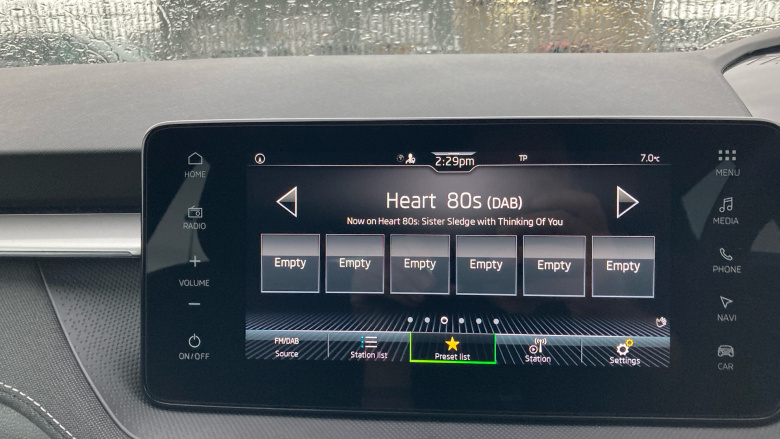 2:29pm
TP
7.0°C
HOME
MENU
Heart 80s (DAB)
RADIO
MEDIA
Now on Heart 80s: Sister Sledge with Thinking Of You
Empty
Empty
Empty
Empty
Empty
Empty
VOLUME
PHONE
NAVI
ON/OFF
FM/DAB
Source
Station list
Preset list
Station
Settings
CAR